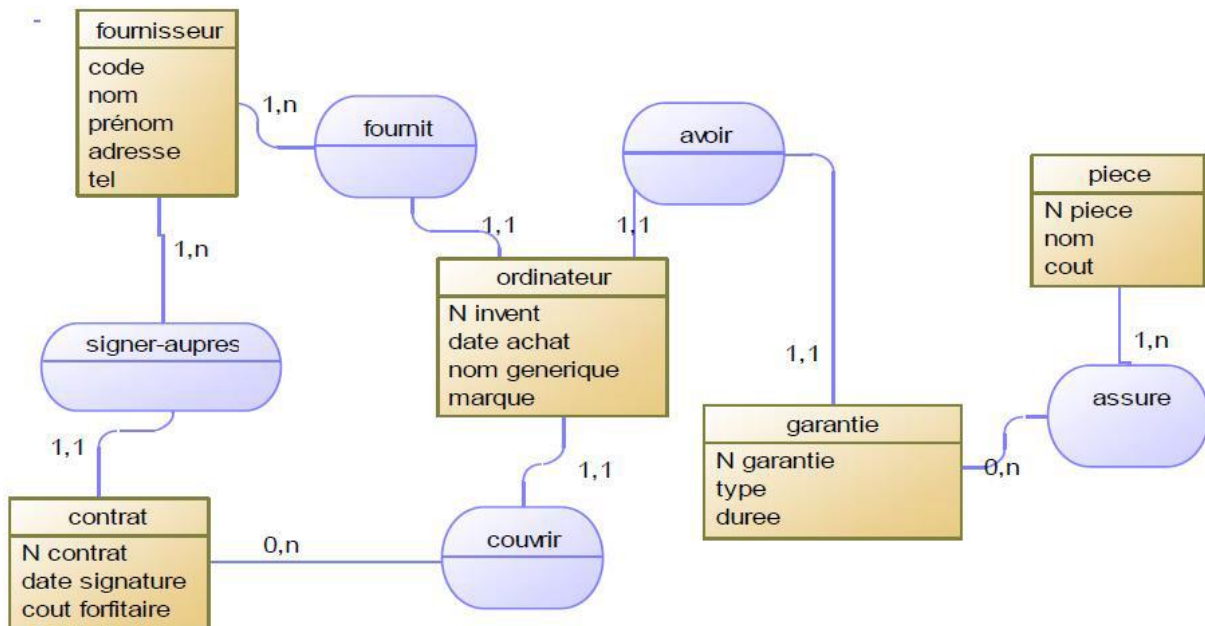 fournisseur
code
nom
prénom
adresse
tel
1,n
fournit
1,1
avoir
1,1
1,1
piece
N piece
nom
cout
1,n
assure
0,n
ordinateur
N invent
date achat
nom generique
marque
1,n
signer-aupres
1,1
1,1
garantie
N garantie
type
duree
contrat
N contrat
date signature
cout forfitaire
0,n
couvrir